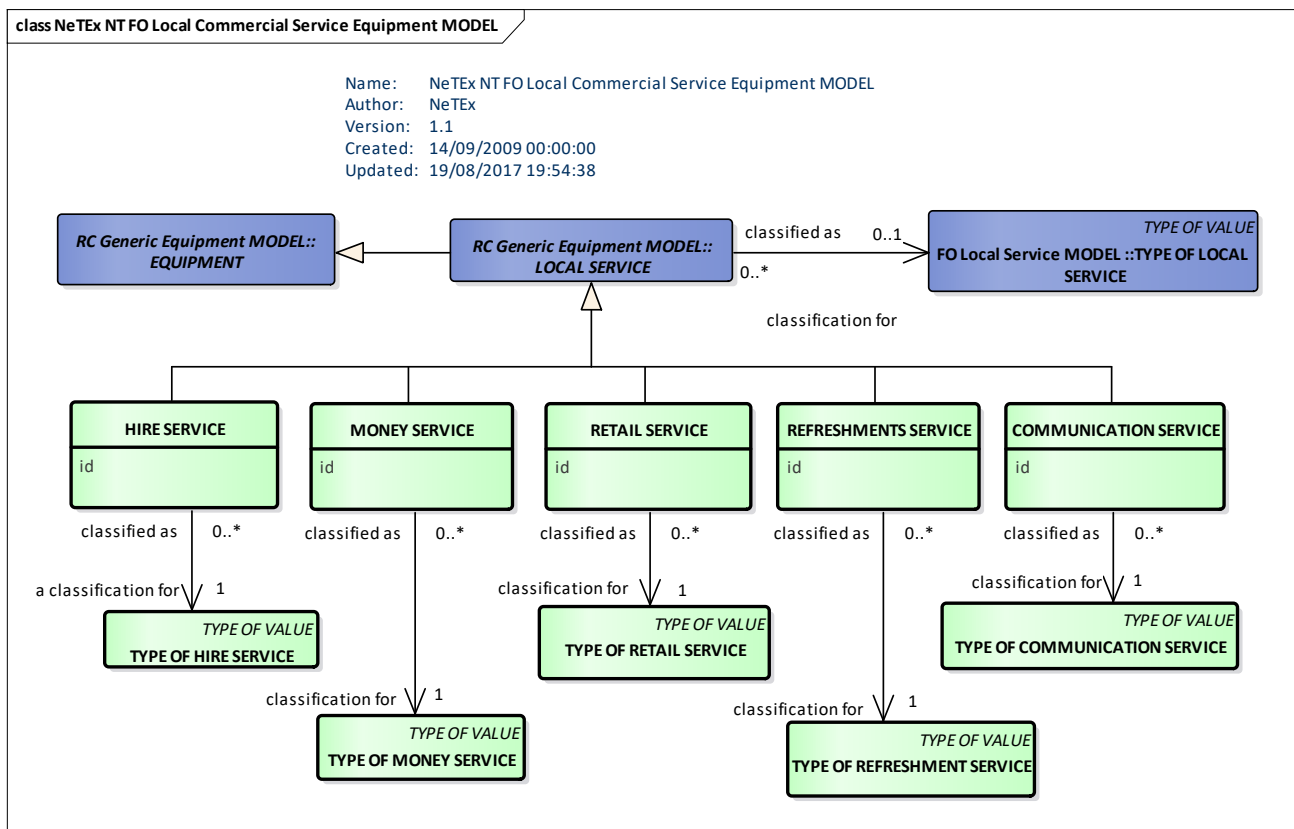 class NeTEx NT FO Local Commercial Service Equipment MODEL
Name: NeTEx NT FO Local Commercial Service Equipment MODEL
Author: NeTEx
Version: 1.1
Created: 14/09/2009 00:00:00
Updated: 19/08/2017 19:54:38
RC Generic Equipment MODEL::
EQUIPMENT
RC Generic Equipment MODEL::
LOCAL SERVICE
classified as
0..1
0..*
classification for
TYPE OF VALUE
FO Local Service MODEL ::TYPE OF LOCAL
SERVICE
HIRE SERVICE
id
MONEY SERVICE
id
RETAIL SERVICE
id
REFRESHMENTS SERVICE
id
COMMUNICATION SERVICE
id
classified as
0..*
classified as
0..*
classified as
0..*
classified as
0..*
classified as
0..*
a classification for
1
classification for
1
classification for
1
TYPE OF VALUE
TYPE OF HIRE SERVICE
TYPE OF VALUE
TYPE OF RETAIL SERVICE
TYPE OF VALUE
TYPE OF COMMUNICATION SERVICE
classification for
1
classification for
1
TYPE OF VALUE
TYPE OF MONEY SERVICE
TYPE OF VALUE
TYPE OF REFRESHMENT SERVICE